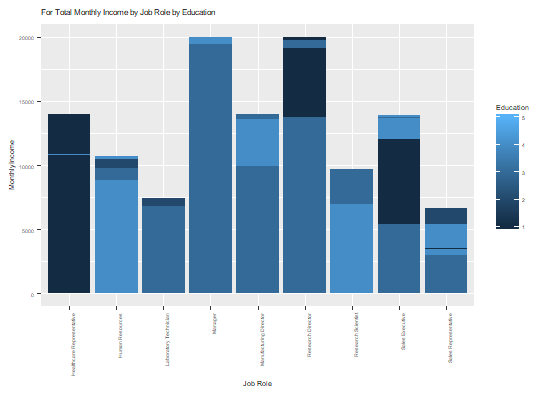 For Total Monthly Income by Job Role by Education
20000
15000
10000
5000
0
Monthly Income
Healthcare Representative
Human Resources
Laboratory Technician
Manager
Manufacturing Director
Research Director
Research Scientist
Sales Executive
Sales Representative
Job Role
Education
5
4
3
2
1